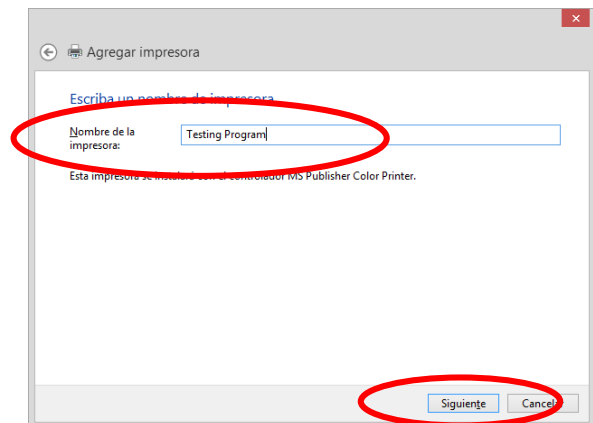 Agregar impresora
Escriba un nombre de impresora
Nombre de la impresora:
Testing Program
Esta impresora se instalará con el controlador MS Publisher Color Printer.
Siguiente
Cancelar